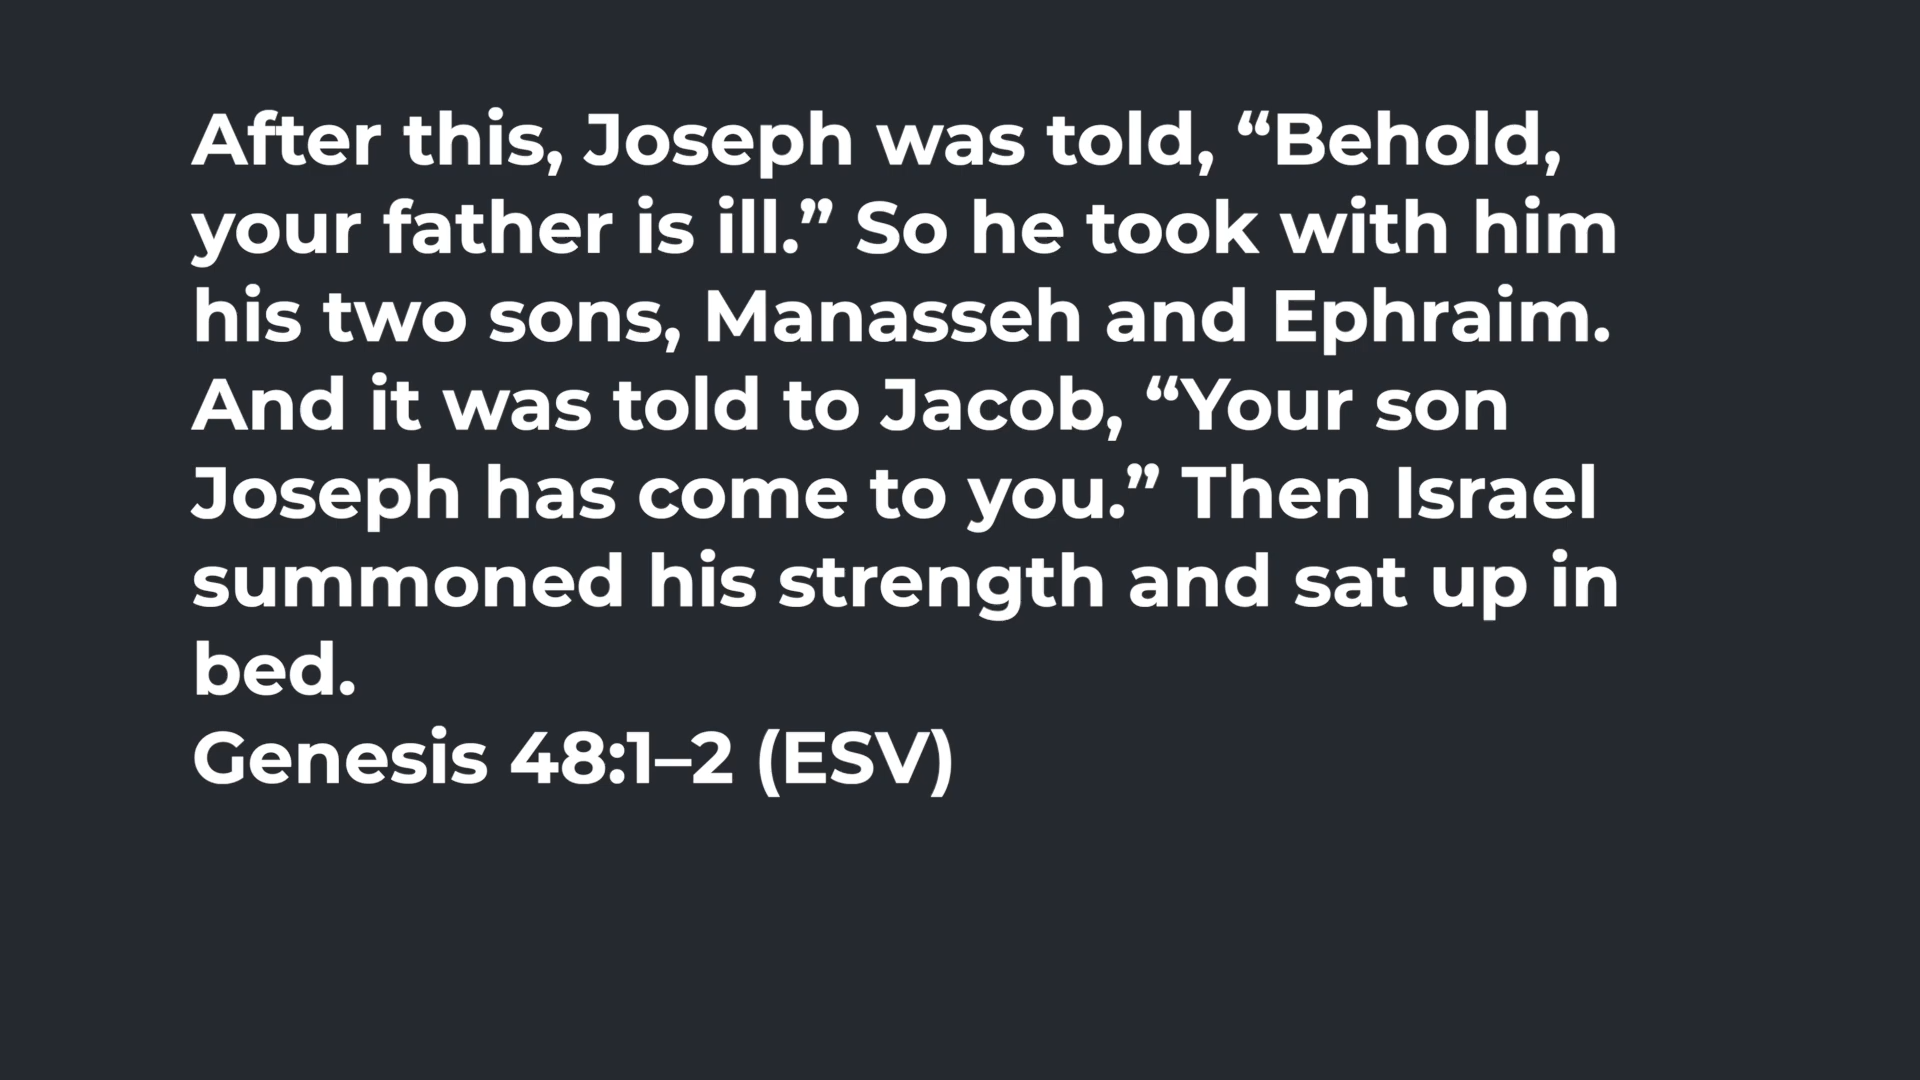 After this, Joseph was told, “Behold,
your father is ill.” So he took with him
his two sons, Manasseh and Ephraim.
And it was told to Jacob, “Your son
Joseph has come to you.” Then Israel
summoned his strength and sat up in
bed.
Genesis 48:1–2 (ESV)